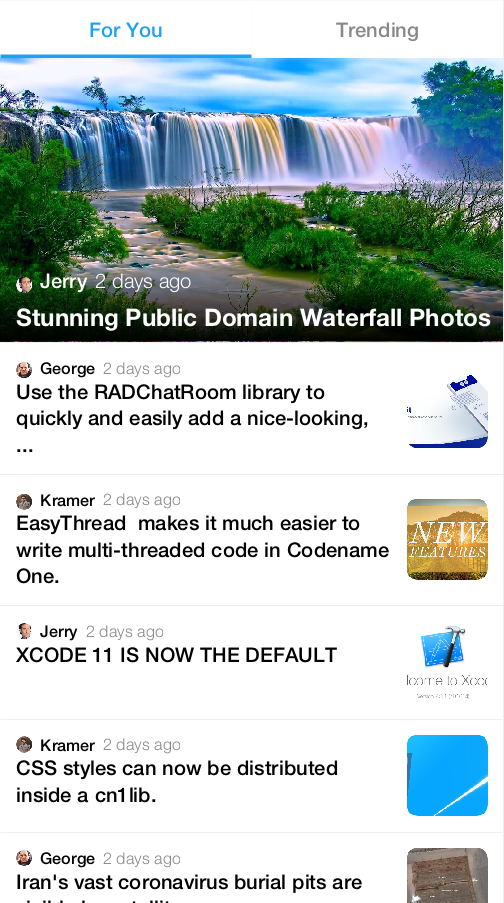 For You
Trending
Jerry 2 days ago
Stunning Public Domain Waterfall Photos
George 2 days ago
Use the RADChatRoom library to
quickly and easily add a nice-looking,
...
Kramer 2 days ago
EasyThread makes it much easier to
write multi-threaded code in Codename
One.
NEW
FEATURES
Jerry 2 days ago
XCODE 11 IS NOW THE DEFAULT
lcome to Xcod
Kramer 2 days ago
CSS styles can now be distributed
inside a cn1lib.
George 2 days ago
Iran's vast coronavirus burial pits are